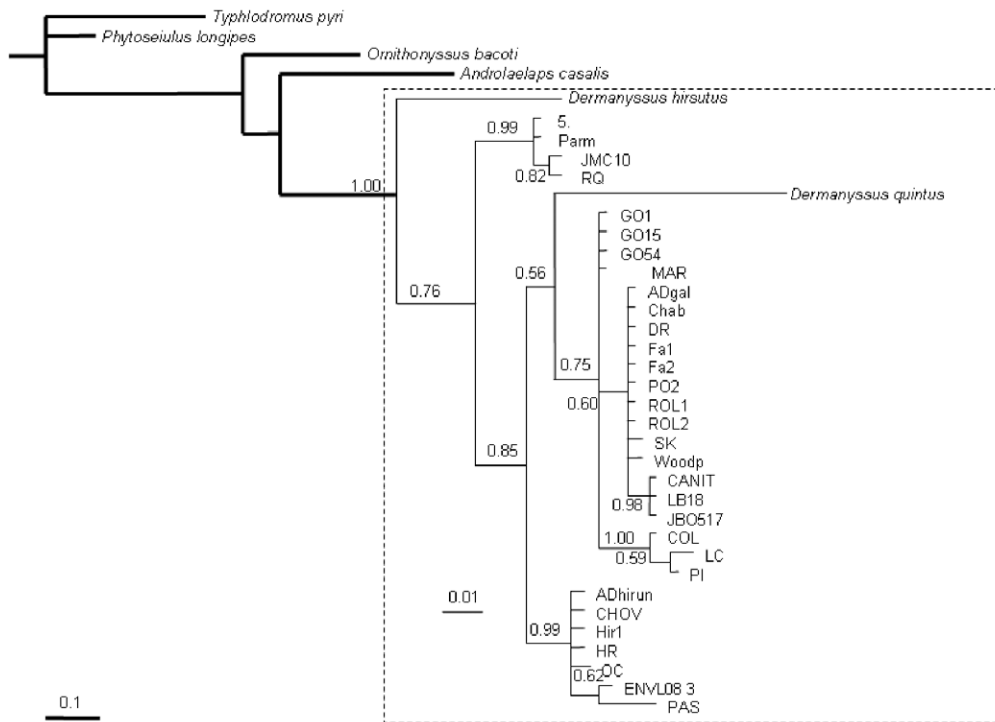 Typhlodromus pyri
Phytoseiulus longipes
Ornithonyssus bacoti
Androlaelaps casalis
Dermanyssus hirsutus
0.99
5.
Parm
JMC10
0.82
RQ
1.00
Dermanyssus quintus
GO1
GO15
GO54
0.56
MAR
0.76
ADgal
Chab
DR
Fa1
0.75
Fa2
PO2
0.60
ROL1
ROL2
SK
0.85
Woodp
CANIT
0.98
LB18
JBO517
1.00
COL
0.59
LC
PI
0.01
ADhirun
CHOV
0.99
Hir1
HR
0.62
OC
ENVL08 3
0.1
PAS